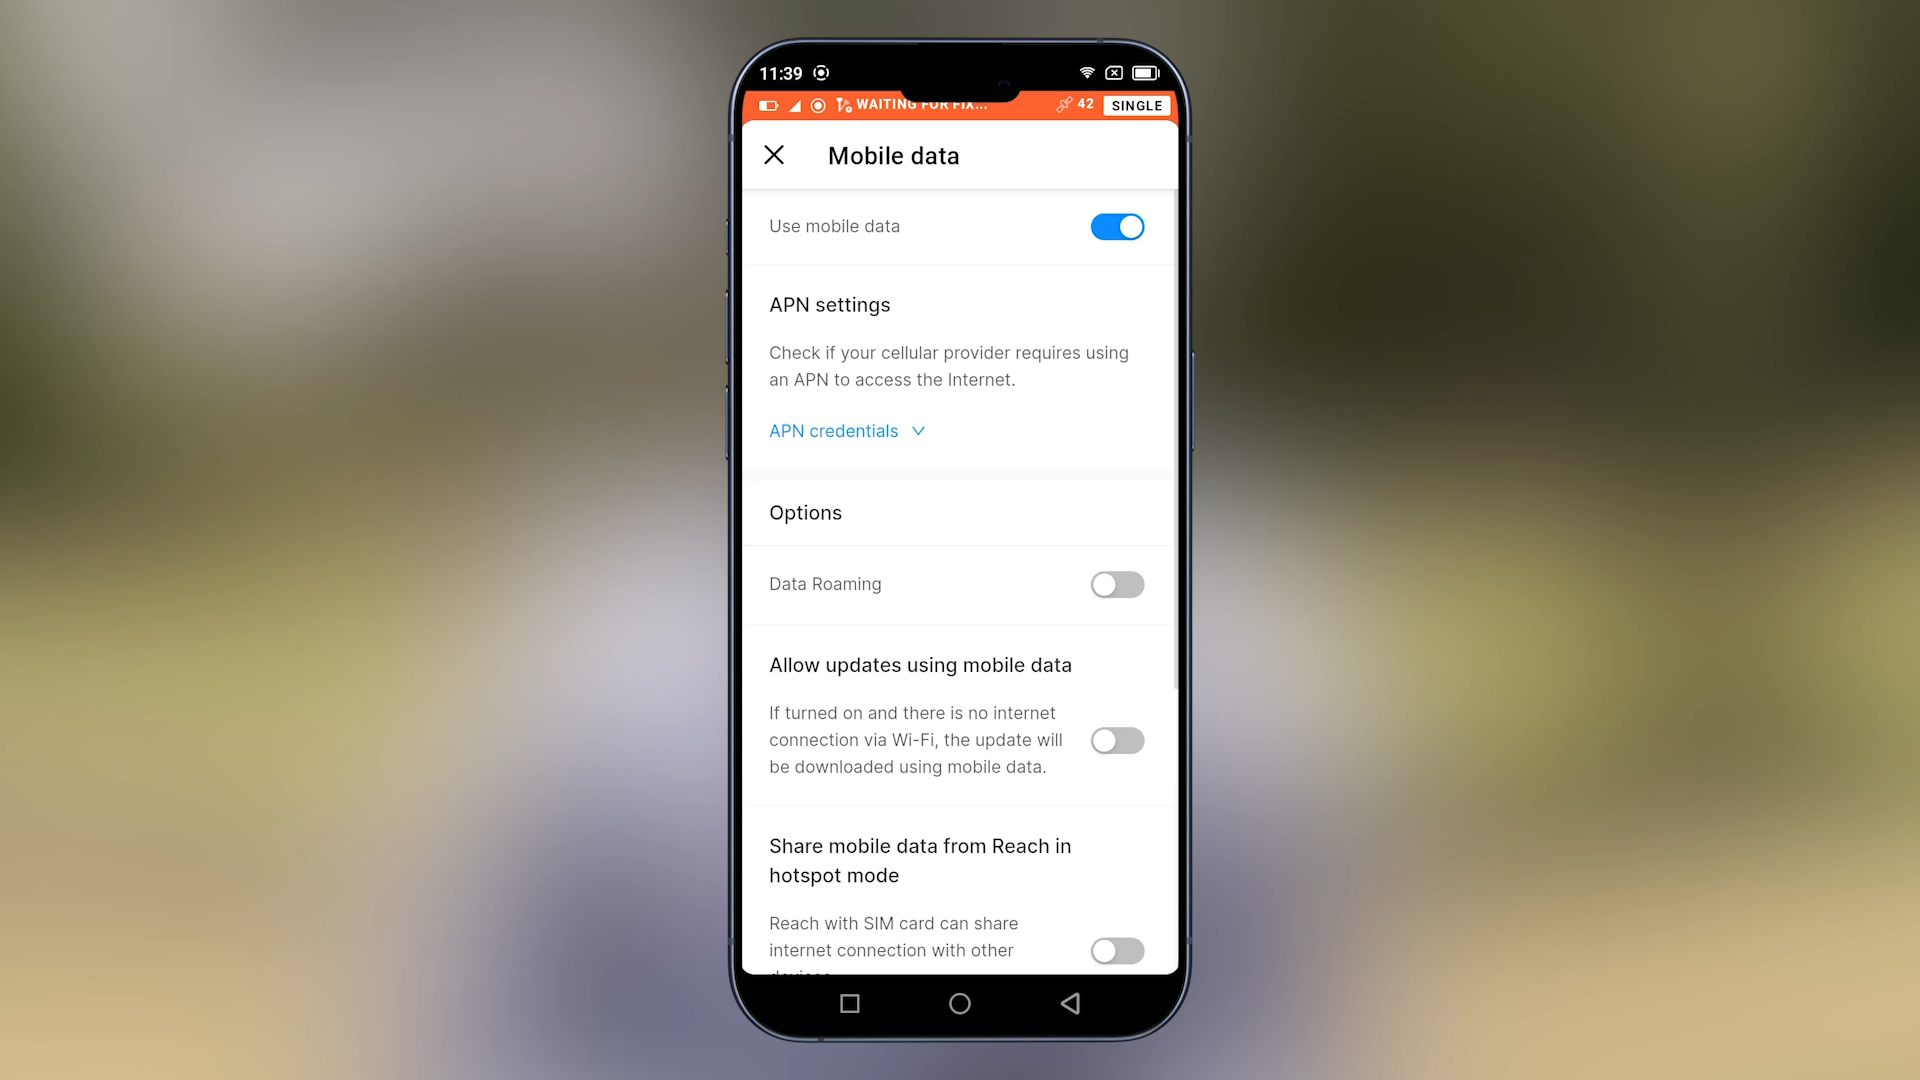 11:39
WAITING FOR FIX... 42 SINGLE
Mobile data
Use mobile data
APN settings
Check if your cellular provider requires using
an APN to access the Internet.
APN credentials
Options
Data Roaming
Allow updates using mobile data
If turned on and there is no internet
connection via Wi-Fi, the update will
be downloaded using mobile data.
Share mobile data from Reach in
hotspot mode
Reach with SIM card can share
internet connection with other